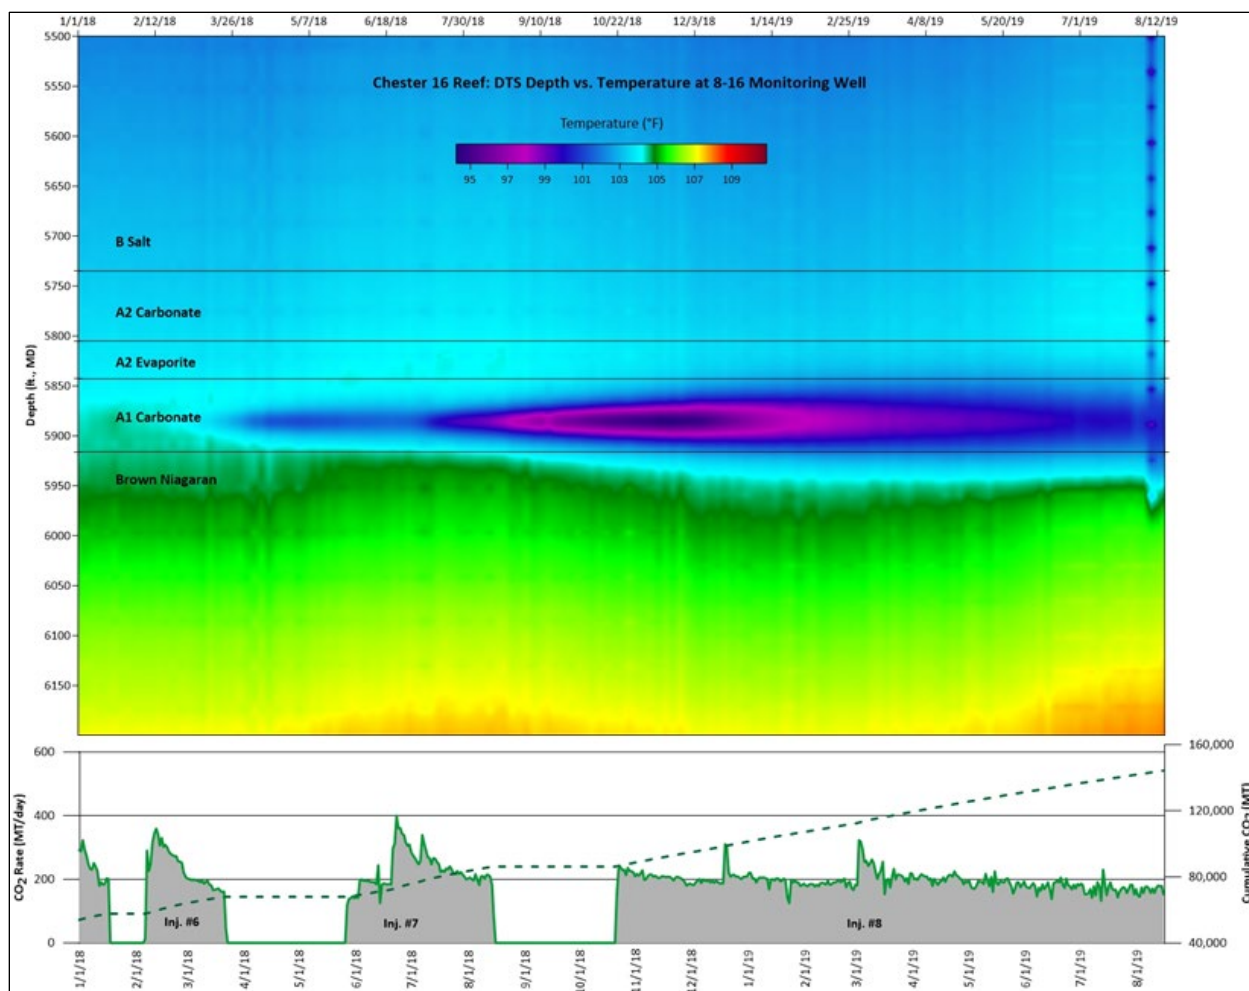 1/1/18 2/12/18 3/26/18 5/7/18 6/18/18 7/30/18 9/10/18 10/22/18 12/3/18 1/14/19 2/25/19 4/8/19 5/20/19 7/1/19 8/12/19
Chester 16 Reef: DTS Depth vs. Temperature at 8-16 Monitoring Well
Temperature (°F)
95 97 99 101 103 105 107 109
Depth (ft., MD)
5500
5550
5600
5650
5700
5750
5800
5850
5900
5950
6000
6050
6100
6150
B Salt
A2 Carbonate
A2 Evaporite
A1 Carbonate
Brown Niagaran
CO2 Rate (MT/day)
600
400
200
0
Inj. #6
Inj. #7
Inj. #8
160,000
120,000
80,000
40,000
Cumulative CO2 (MT)
1/1/18 2/1/18 3/1/18 4/1/18 5/1/18 6/1/18 7/1/18 8/1/18 9/1/18 10/1/18 11/1/18 12/1/18 1/1/19 2/1/19 3/1/19 4/1/19 5/1/19 6/1/19 7/1/19 8/1/19